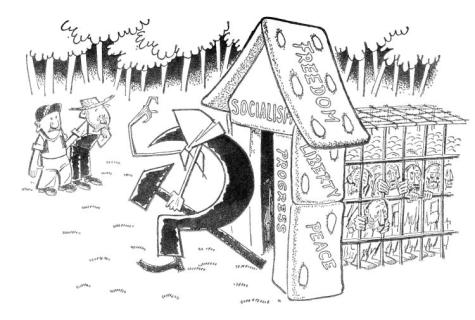 SOCIALISM
FREEDOM
LIBERTY
PROGRESS
PEACE